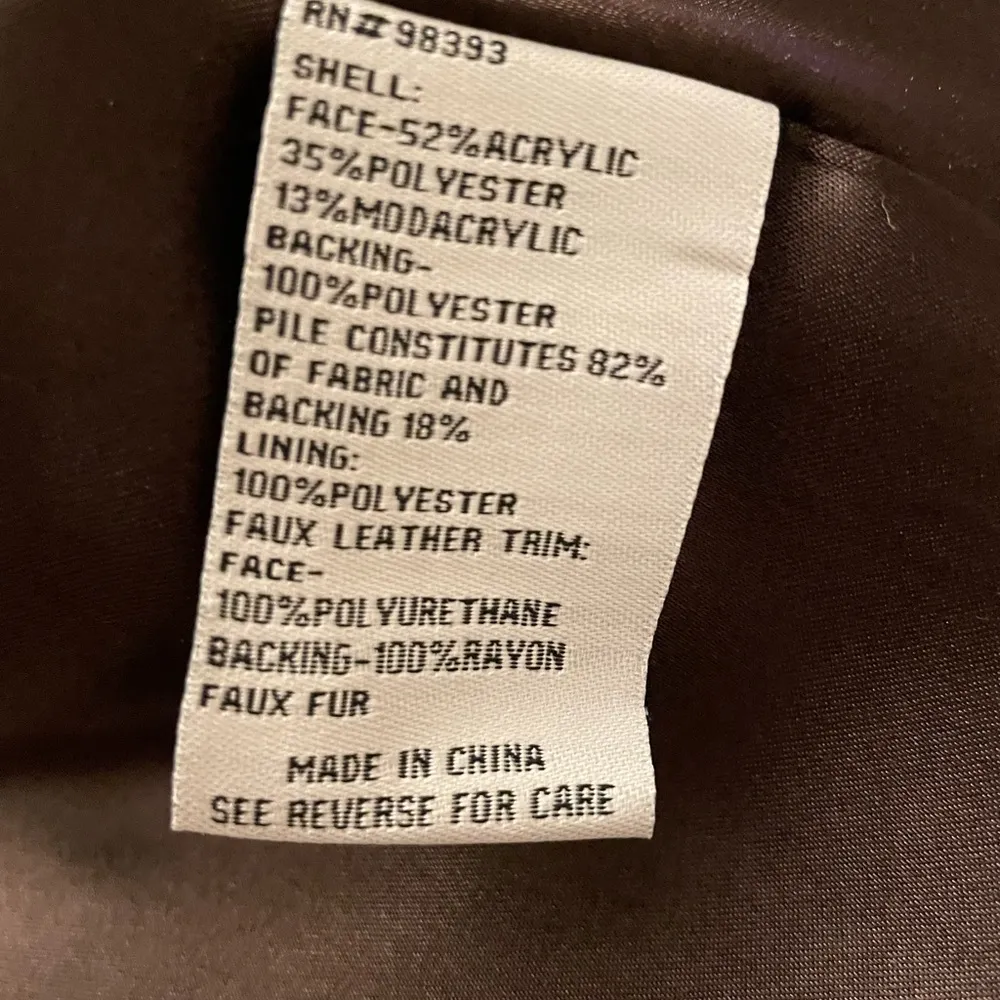 RN#98393
SHELL:
FACE-52%ACRYLIC
35%POLYESTER
13%MODACRYLIC
BACKING-
100%POLYESTER
PILE CONSTITUTES 82%
OF FABRIC AND
BACKING 18%
LINING:
100%POLYESTER
FAUX LEATHER TRIM:
FACE-
100%POLYURETHANE
BACKING-100%RAYON
FAUX FUR
MADE IN CHINA
SEE REVERSE FOR CARE